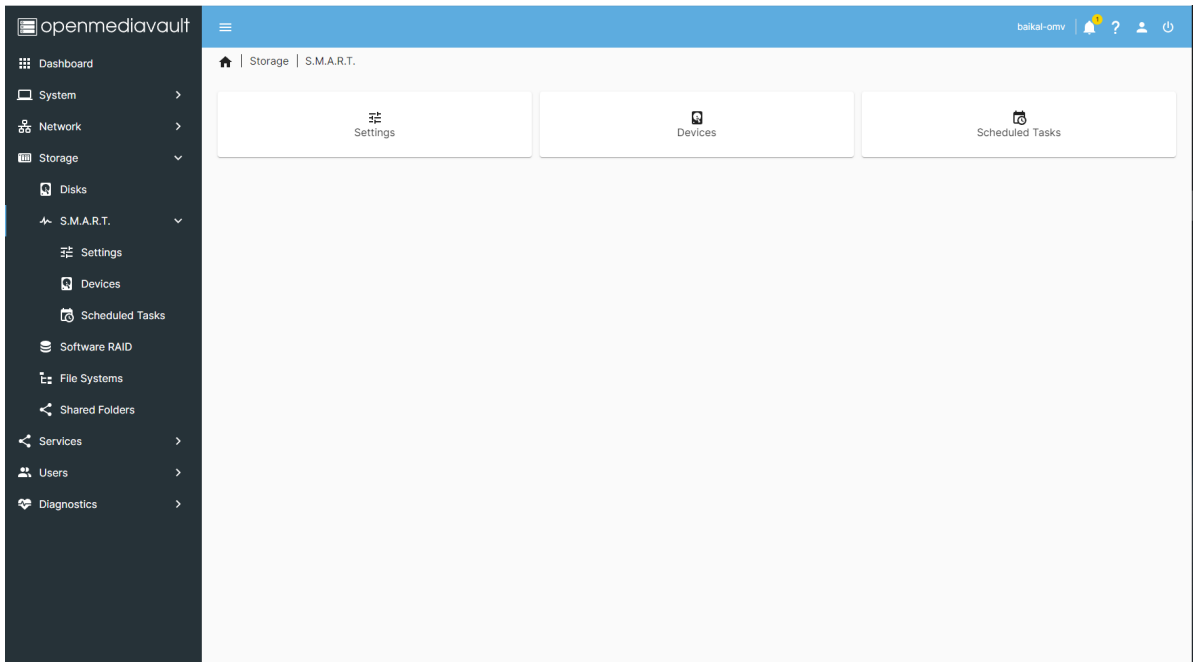 openmediavault
baikal-omv
1
?
Dashboard
System
Network
Storage
Disks
S.M.A.R.T.
Settings
Devices
Scheduled Tasks
Software RAID
File Systems
Shared Folders
Services
Users
Diagnostics
Storage | S.M.A.R.T.
Settings
Devices
Scheduled Tasks